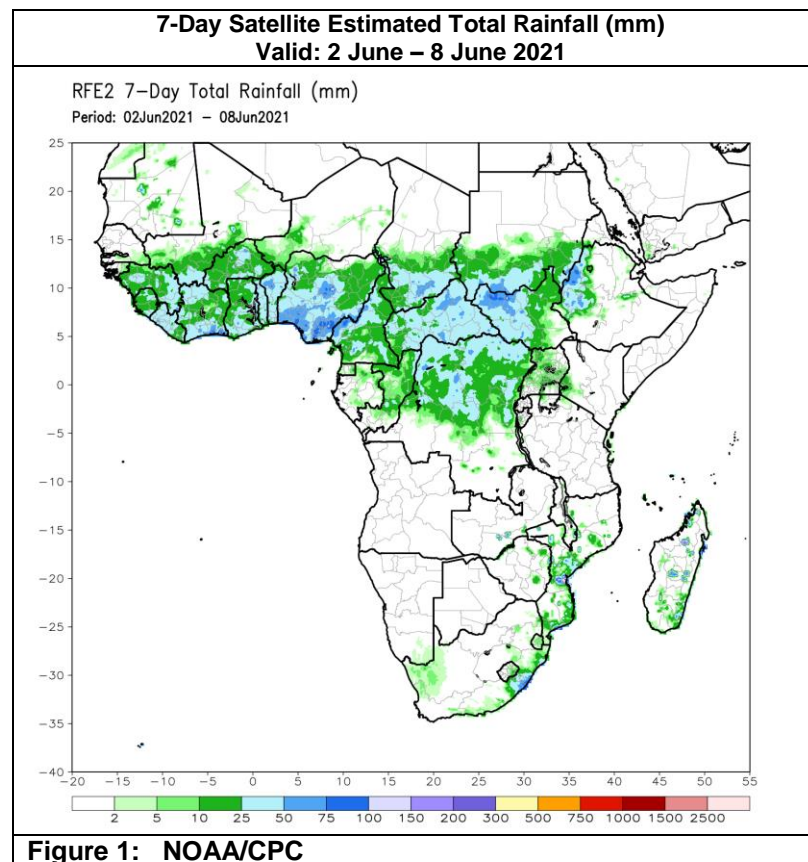 7-Day Satellite Estimated Total Rainfall (mm)
Valid: 2 June – 8 June 2021
RFE2 7-Day Total Rainfall (mm)
Period: 02Jun2021 - 08Jun2021
25
20
15
10
5
0
-5
-10
-15
-20
-25
-30
-35
-40
-20 -15 -10 -5 0 5 10 15 20 25 30 35 40 45 50 55
2 5 10 25 50 75 100 150 200 300 500 750 1000 1500 2500
Figure 1: NOAA/CPC